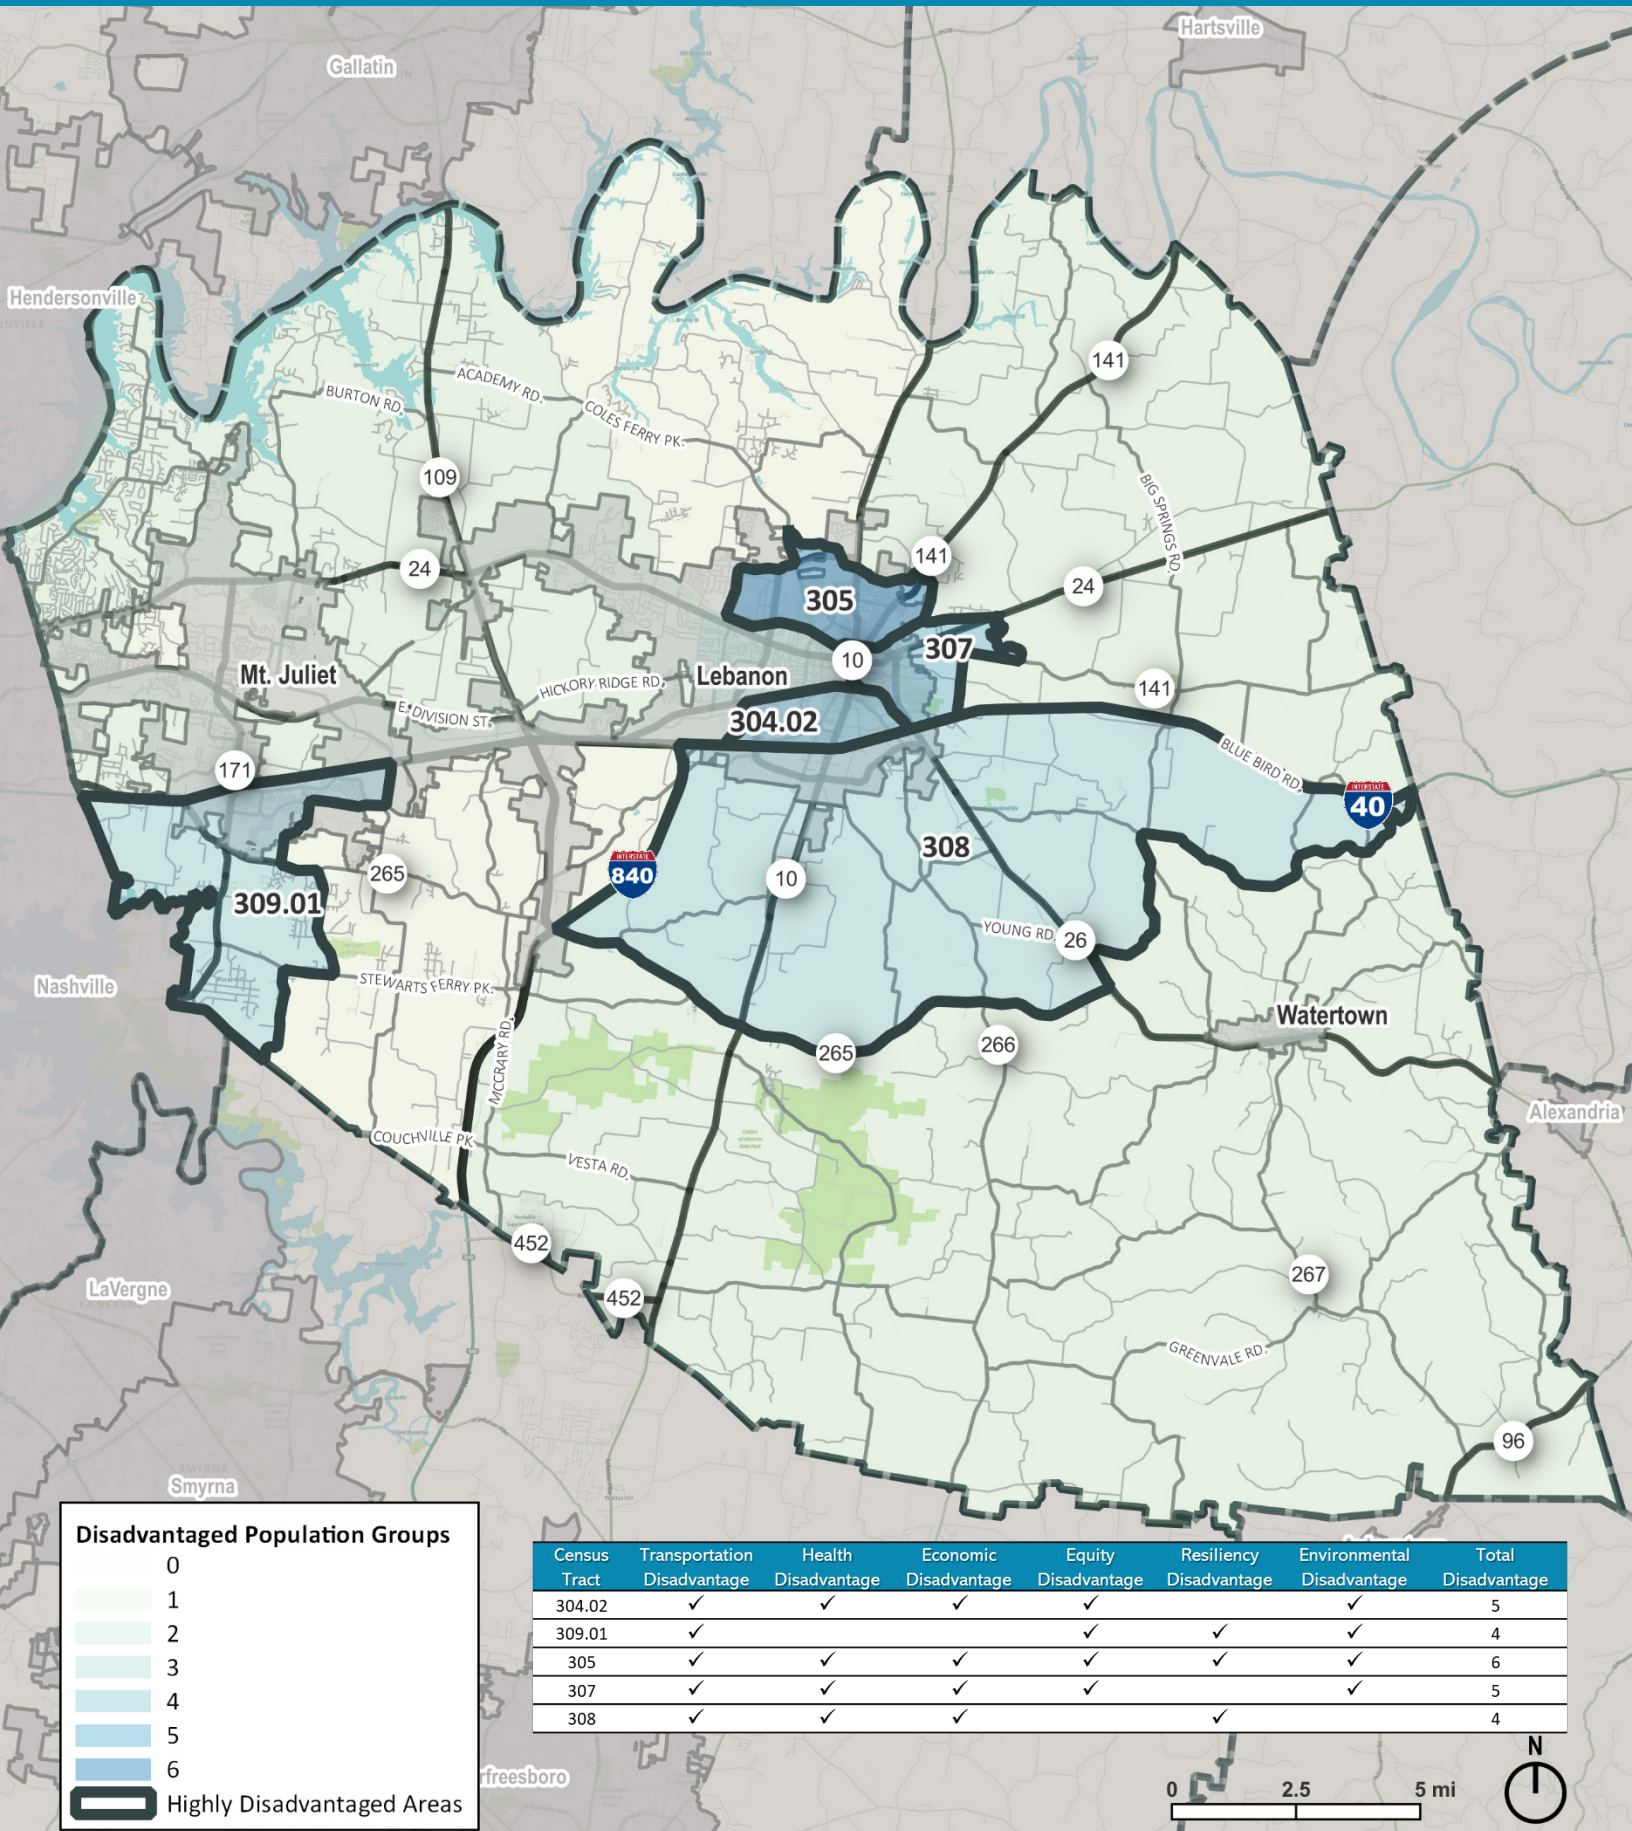 Hartsville
Gallatin
Hendersonville
141
BURTON RD.
ACADEMY RD.
COLES FERRY PK.
109
BIG SPRINGS RD.
141
24
24
305
307
10
Mt. Juliet
Lebanon
HICKORY RIDGE RD.
141
E. DIVISION ST.
304.02
171
BLUE BIRD RD.
INTERSTATE
40
308
INTERSTATE
840
265
10
309.01
YOUNG RD.
26
Nashville
STEWARTS FERRY PK.
Watertown
MCCRARY RD.
265
266
Alexandria
COUCHVILLE PK.
VESTA RD.
452
267
LaVergne
452
GREENVALE RD.
96
SMYRNA
Smyrna
Disadvantaged Population Groups
0
1
2
3
4
5
6
Highly Disadvantaged Areas
Census Tract Transportation Disadvantage Health Disadvantage Economic Disadvantage Equity Disadvantage Resiliency Disadvantage Environmental Disadvantage Total Disadvantage
304.02 ✓ ✓ ✓ ✓ ✓ 5
309.01 ✓ ✓ ✓ ✓ 4
305 ✓ ✓ ✓ ✓ ✓ ✓ 6
307 ✓ ✓ ✓ ✓ ✓ 5
308 ✓ ✓ ✓ ✓ 4
rfreesboro
N
0 2.5 5 mi